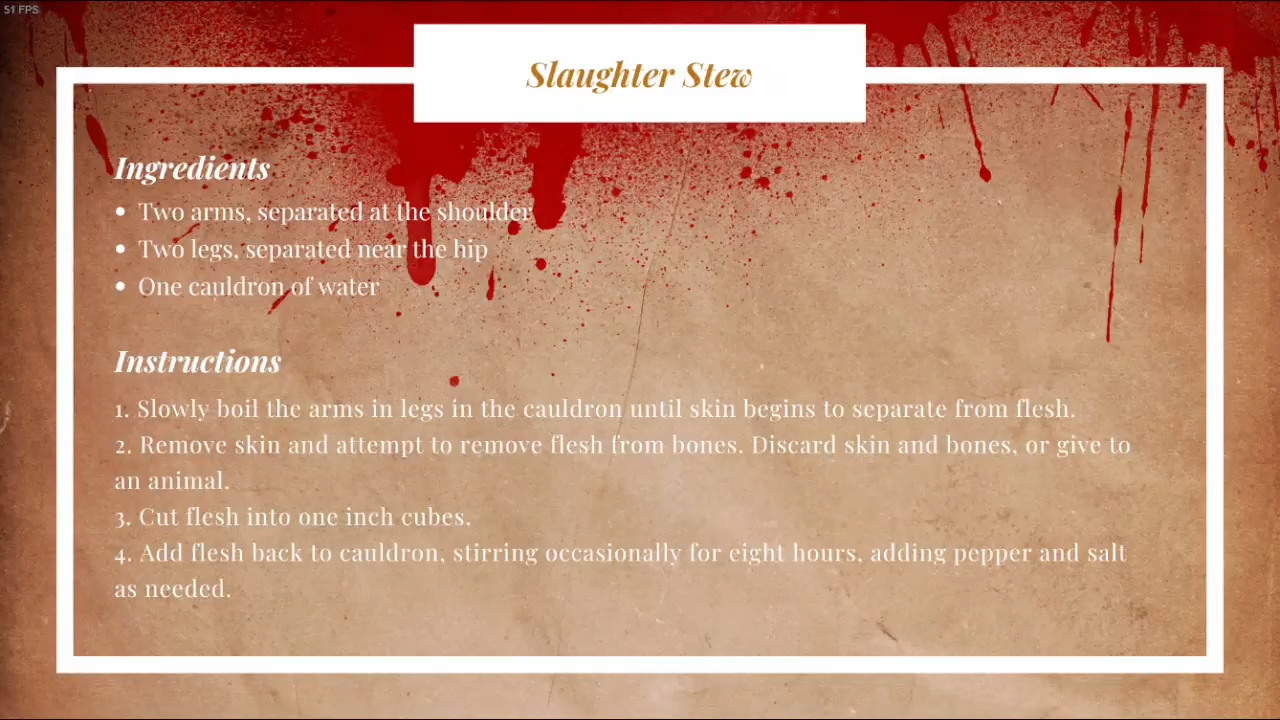 51 FPS
Slaughter Stew
Ingredients
• Two arms, separated at the shoulder
• Two legs, separated near the hip
• One cauldron of water
Instructions
1. Slowly boil the arms in legs in the cauldron until skin begins to separate from flesh.
2. Remove skin and attempt to remove flesh from bones. Discard skin and bones, or give to
an animal.
3. Cut flesh into one inch cubes.
4. Add flesh back to cauldron, stirring occasionally for eight hours, adding pepper and salt
as needed.